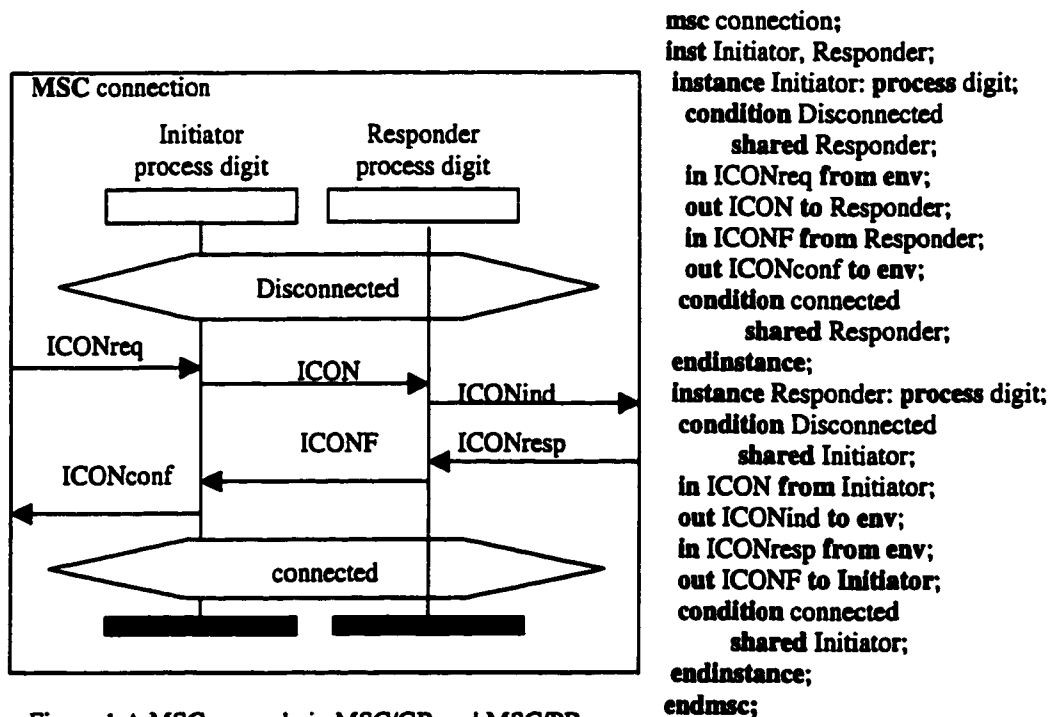 MSC connection
Initiator
process digit
Responder
process digit
Disconnected
ICONreq
ICON
ICONind
ICONF
ICONresp
ICONconf
connected
msc connection;
inst Initiator, Responder;
instance Initiator: process digit;
condition Disconnected
shared Responder;
in ICONreq from env;
out ICON to Responder;
in ICONF from Responder;
out ICONconf to env;
condition connected
shared Responder;
endinstance;
instance Responder: process digit;
condition Disconnected
shared Initiator;
in ICON from Initiator;
out ICONind to env;
in ICONresp from env;
out ICONF to Initiator;
condition connected
shared Initiator;
endinstance;
endmsc;